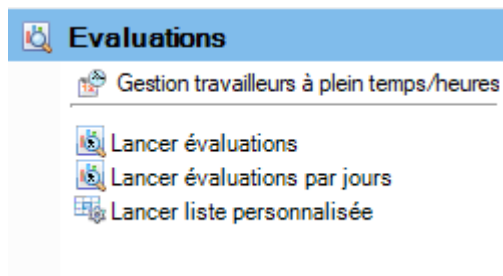 Evaluations
Gestion travailleurs à plein temps/heures
Lancer évaluations
Lancer évaluations par jours
Lancer liste personnalisée